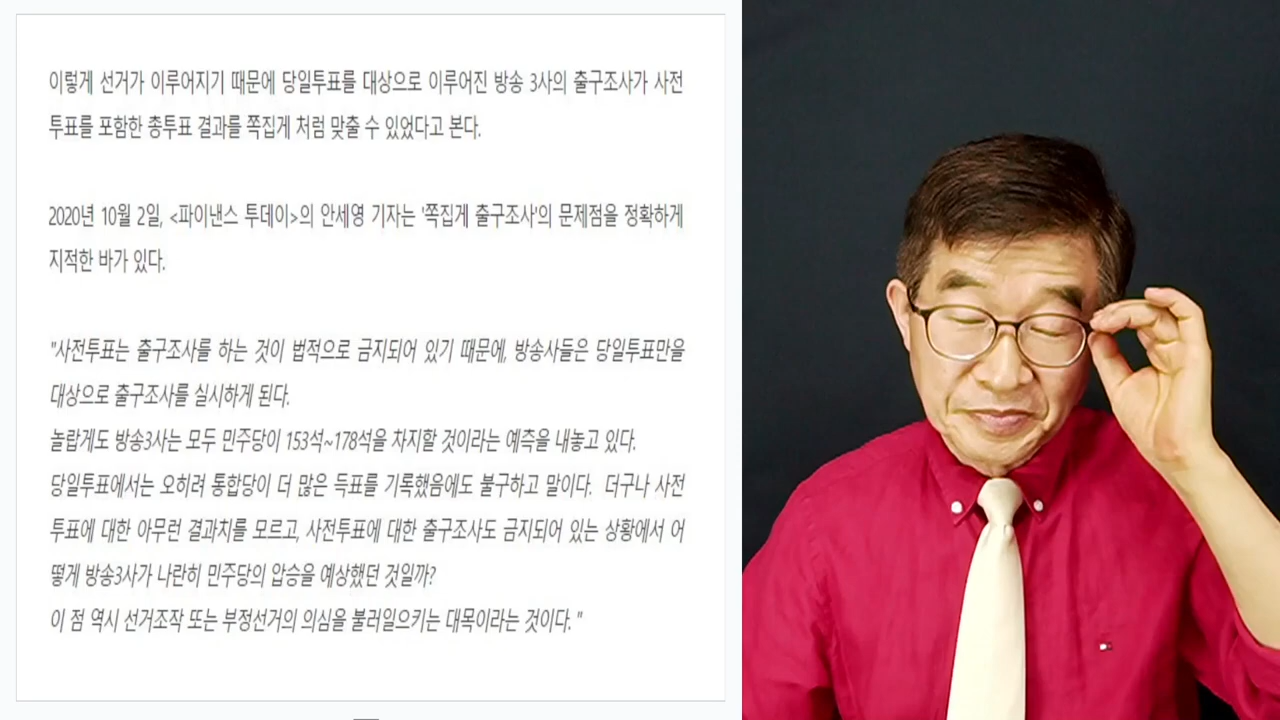 이렇게 선거가 이루어지기 때문에 당일투표를 대상으로 이루어진 방송 3사의 출구조사가 사전
투표를 포함한 총투표 결과를 쪽집게 처럼 맞출 수 있었다고 본다.
2020년 10월 2일, <파이낸스 투데이>의 안세영 기자는 '쪽집게 출구조사'의 문제점을 정확하게
지적한 바가 있다.
"사전투표는 출구조사를 하는 것이 법적으로 금지되어 있기 때문에, 방송사들은 당일투표만을
대상으로 출구조사를 실시하게 된다.
놀랍게도 방송3사는 모두 민주당이 153석~178석을 차지할 것이라는 예측을 내놓고 있다.
당일투표에서는 오히려 통합당이 더 많은 득표를 기록했음에도 불구하고 말이다. 더구나 사전
투표에 대한 아무런 결과치를 모르고, 사전투표에 대한 출구조사도 금지되어 있는 상황에서 어
떻게 방송3사가 나란히 민주당의 압승을 예상했던 것일까?
이 점 역시 선거조작 또는 부정선거의 의심을 불러일으키는 대목이라는 것이다. "